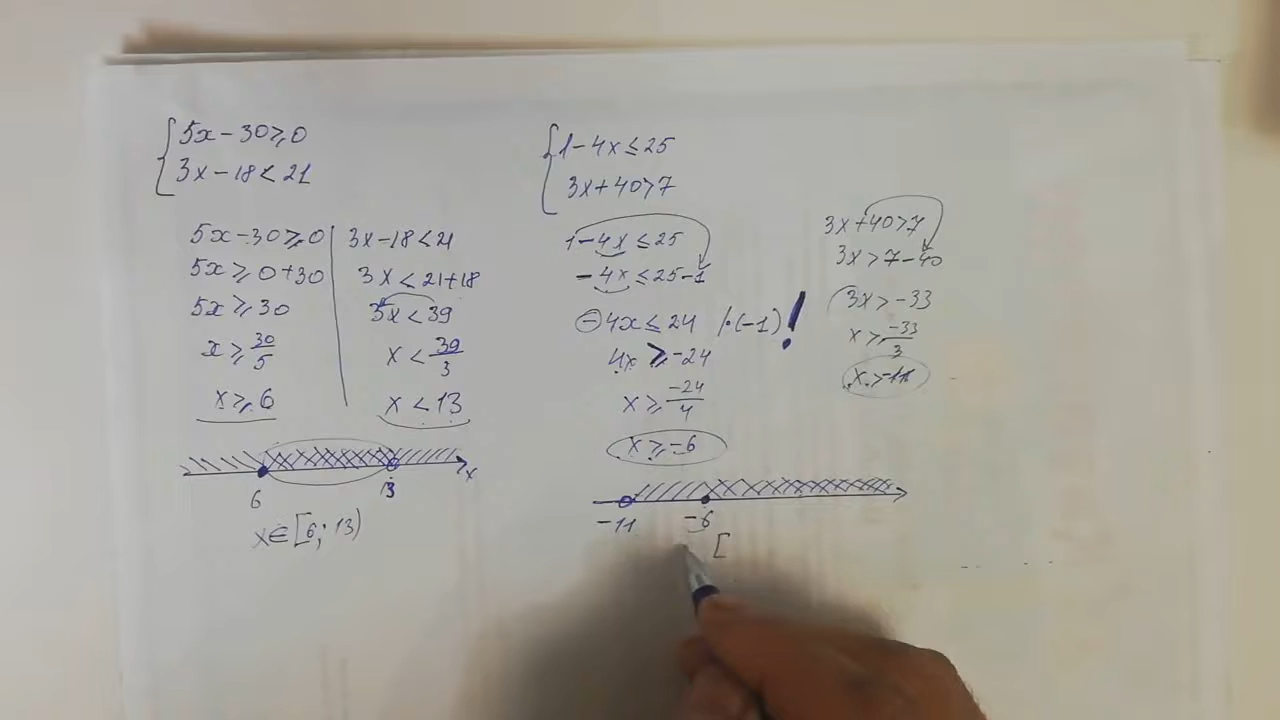 5x-30≥0
3x-18<21
5x-30≥0
5x≥0+30
5x≥30
x≥30/5
x≥6
3x-18<21
3x<21+18
3x<39
x<39/3
x<13
6
13
x
x∈[6; 13)
1-4x≤25
3x+40>7
1-4x≤25
-4x≤25-1
-4x≤24 /·(-1)!
4x≥-24
x≥-24/4
x≥-6
3x+40>7
3x>7-40
3x>-33
x>-33/3
x>-11
-11
-6
[